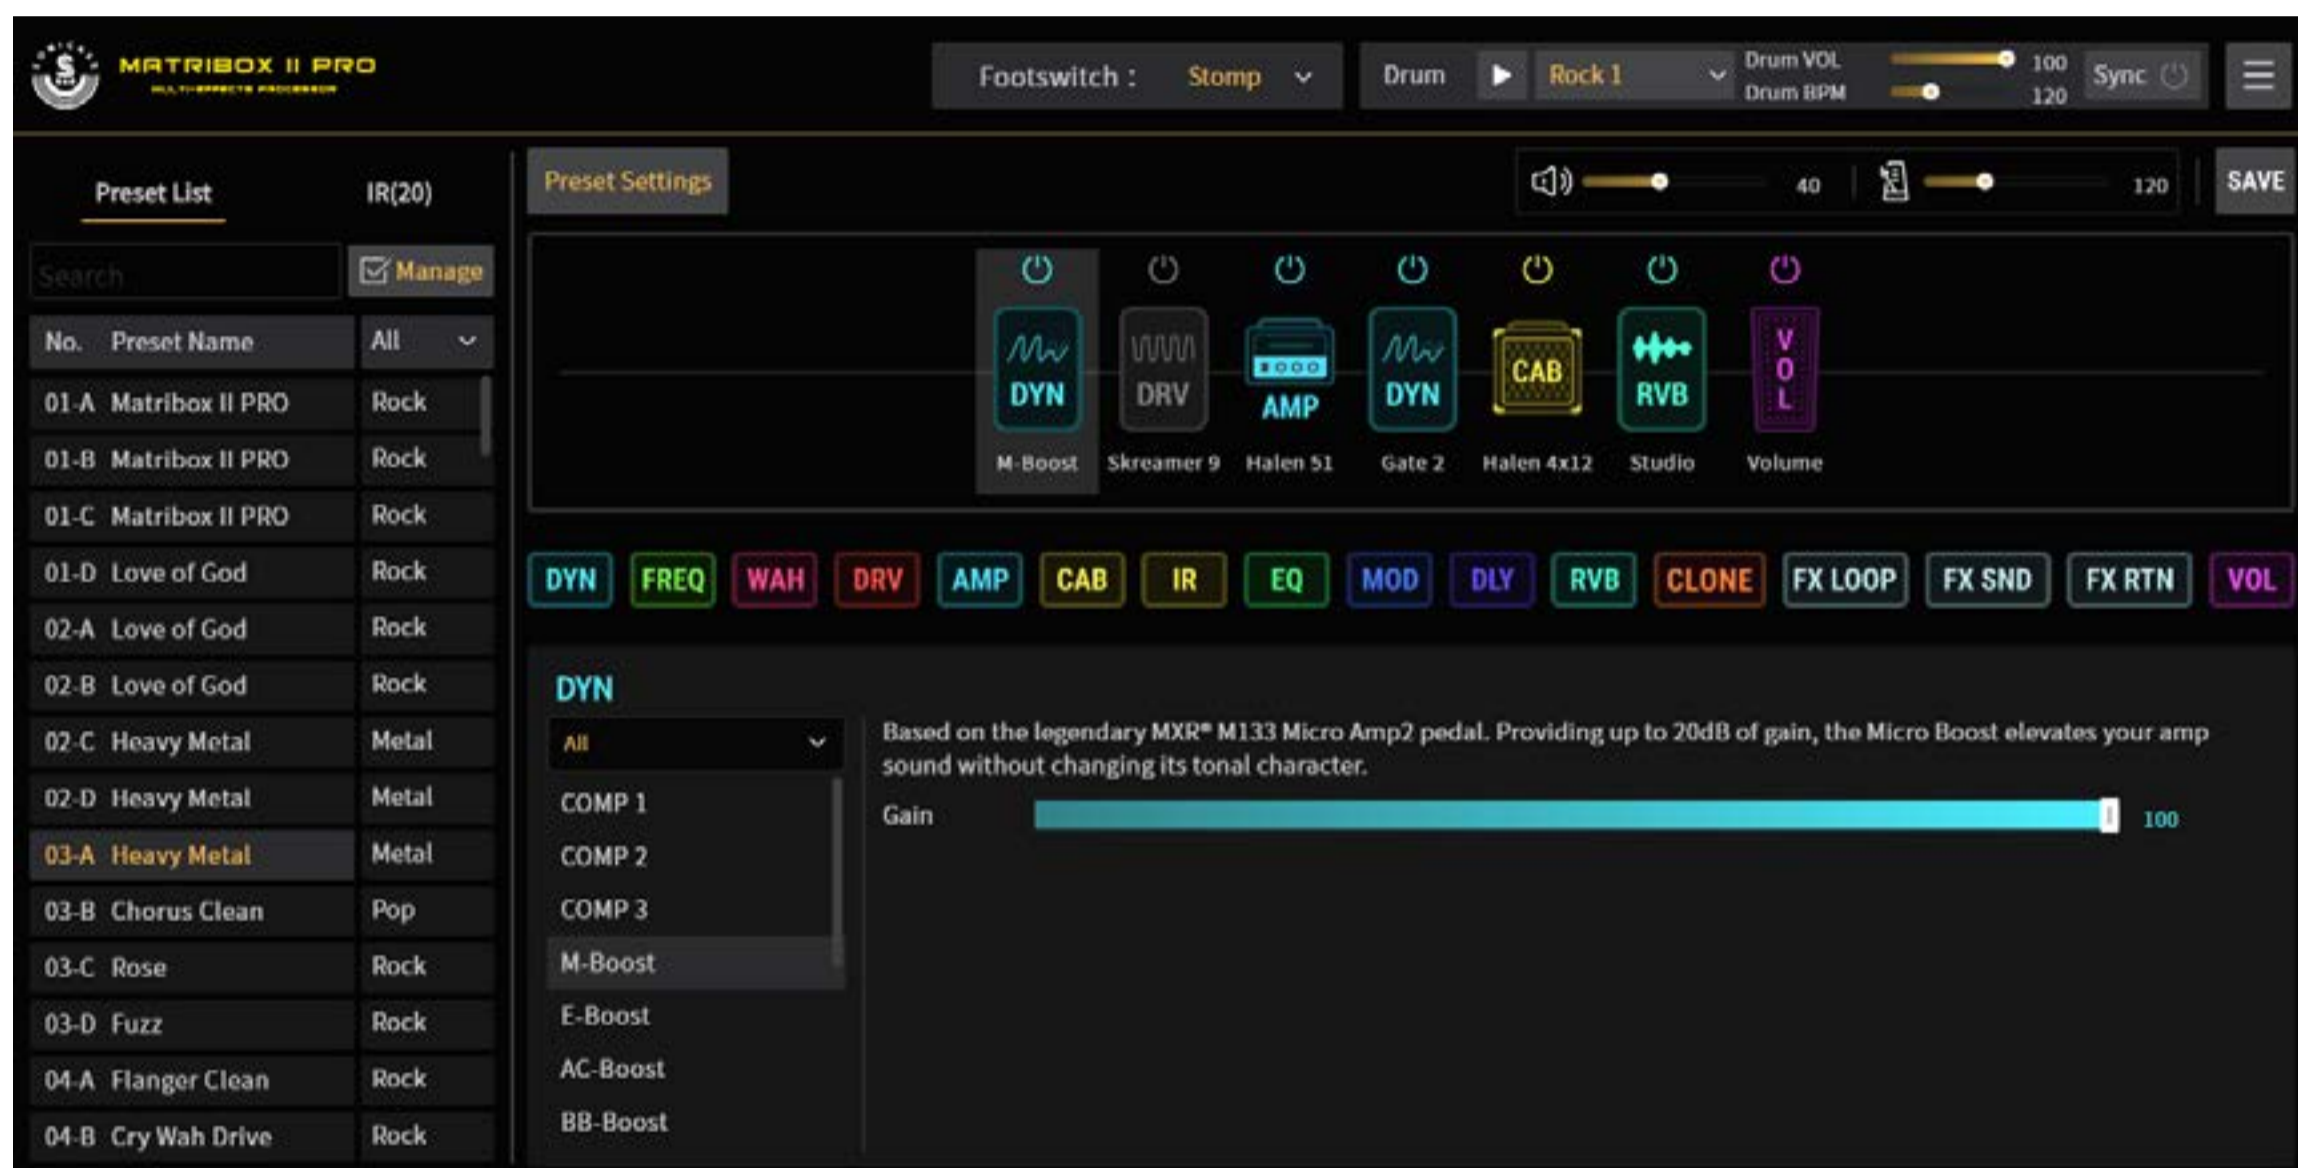 MATRIBOX II PRO
MULTI-EFFECTS PROCESSOR
Footswitch : Stomp
Drum Rock 1
Drum VOL 100
Drum BPM 120
Sync
Preset List IR(20)
Preset Settings
40 120 SAVE
Search
Manage
No. Preset Name All
01-A Matribox II PRO Rock
01-B Matribox II PRO Rock
01-C Matribox II PRO Rock
01-D Love of God Rock
02-A Love of God Rock
02-B Love of God Rock
02-C Heavy Metal Metal
02-D Heavy Metal Metal
03-A Heavy Metal Metal
03-B Chorus Clean Pop
03-C Rose Rock
03-D Fuzz Rock
04-A Flanger Clean Rock
04-B Cry Wah Drive Rock
DYN DRV AMP DYN CAB RVB VOL
M-Boost Skreamer 9 Halen 51 Gate 2 Halen 4x12 Studio Volume
DYN FREQ WAH DRV AMP CAB IR EQ MOD DLY RVB CLONE FX LOOP FX SND FX RTN VOL
DYN
All
COMP 1
COMP 2
COMP 3
M-Boost
E-Boost
AC-Boost
BB-Boost
Based on the legendary MXR® M133 Micro Amp2 pedal. Providing up to 20dB of gain, the Micro Boost elevates your amp
sound without changing its tonal character.
Gain 100